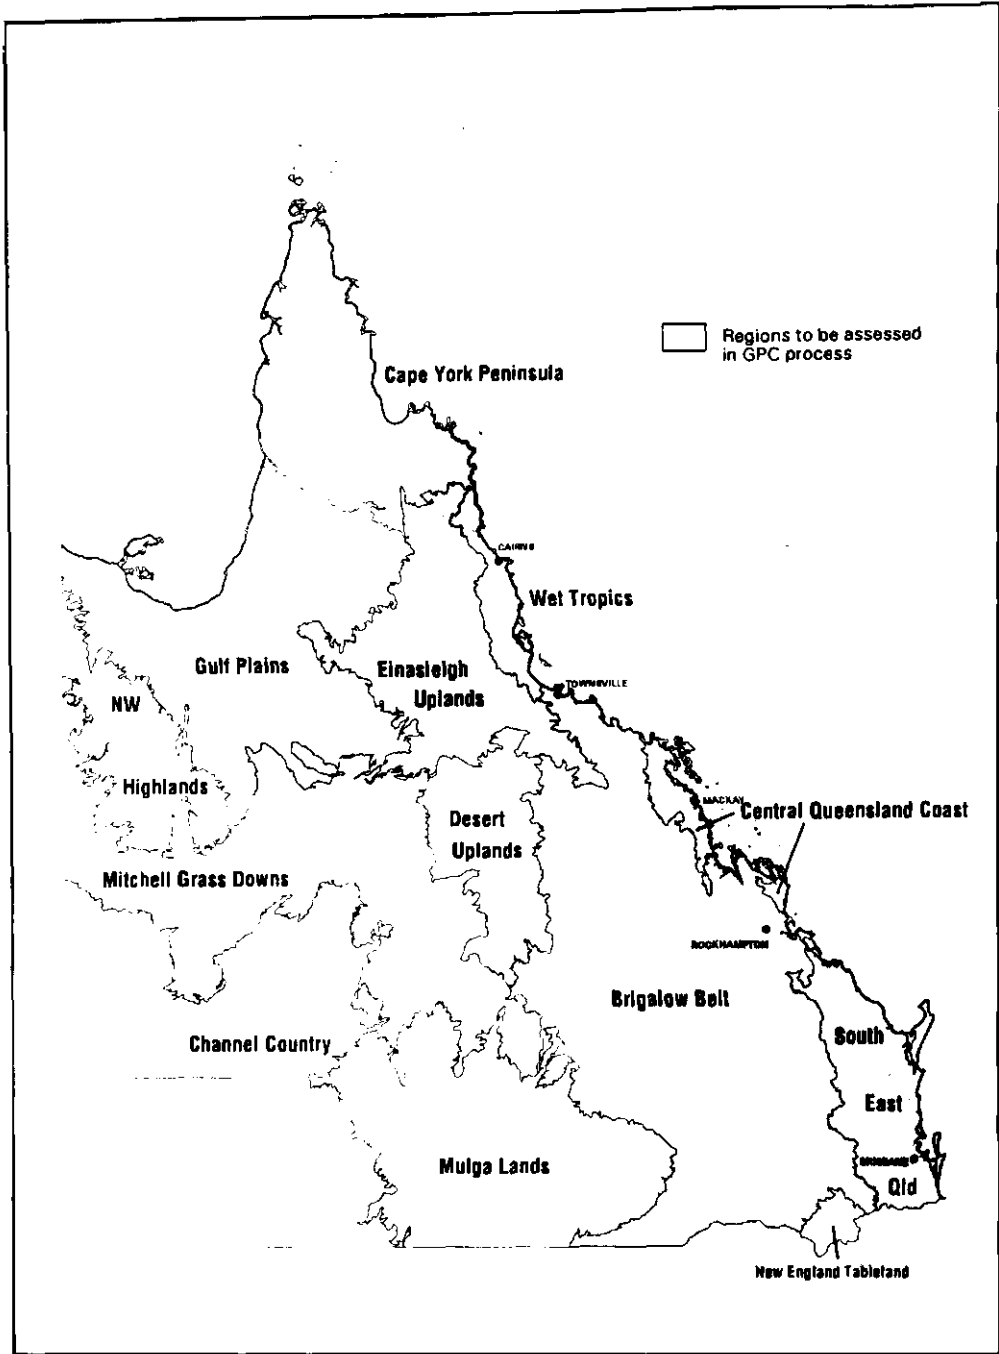 Regions to be assessed
in GPC process
Cape York Peninsula
CAIRNS
Wet Tropics
Gulf Plains
Einasleigh
Uplands
TOWNSVILLE
NW
Highlands
MACKAY
Central Queensland Coast
Desert
Uplands
Mitchell Grass Downs
ROCKHAMPTON
Brigalow Belt
South
Channel Country
East
Mulga Lands
BRISBANE
Qld
New England Tableland